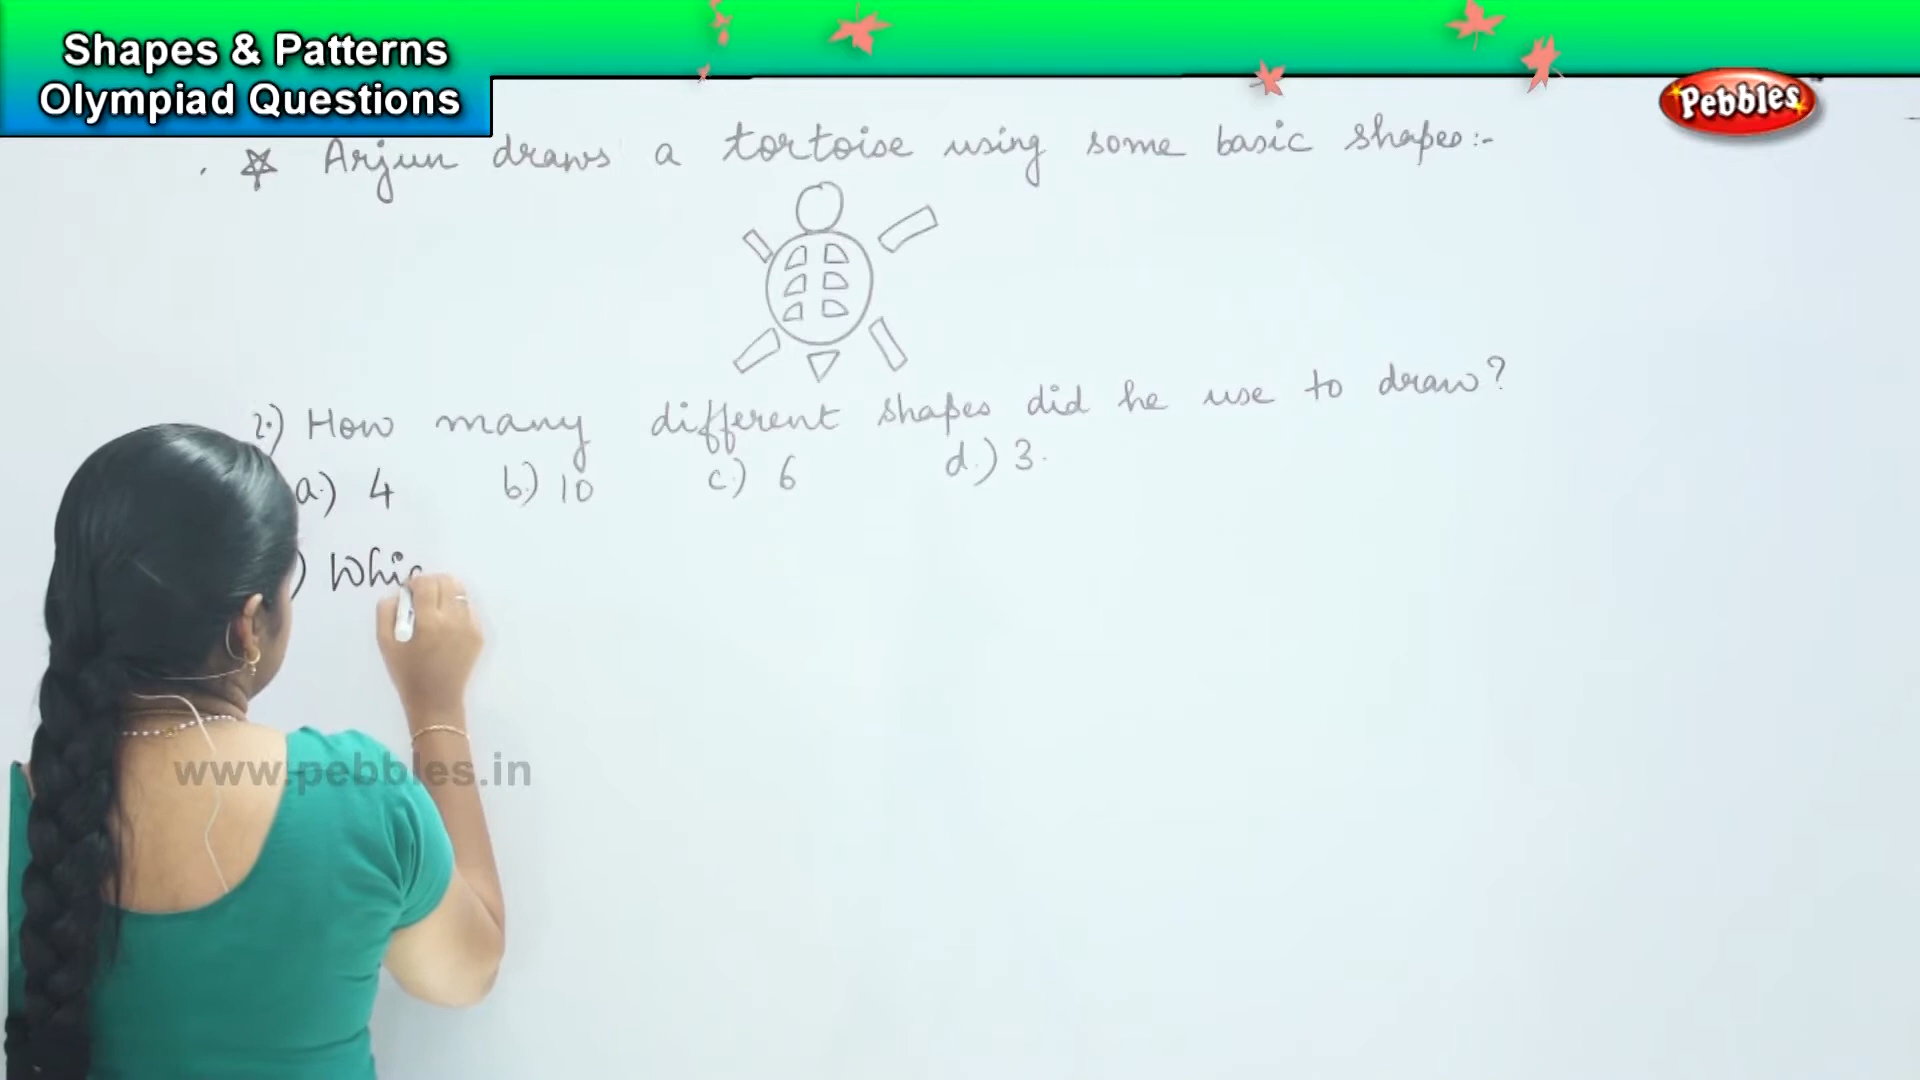 Shapes & Patterns
Olympiad Questions
Pebbles
Arjun draws a tortoise using some basic shapes:-
2.) How many different shapes did he use to draw?
a.) 4 b.) 10 c.) 6 d.) 3.
) Whic
www.pebbles.in